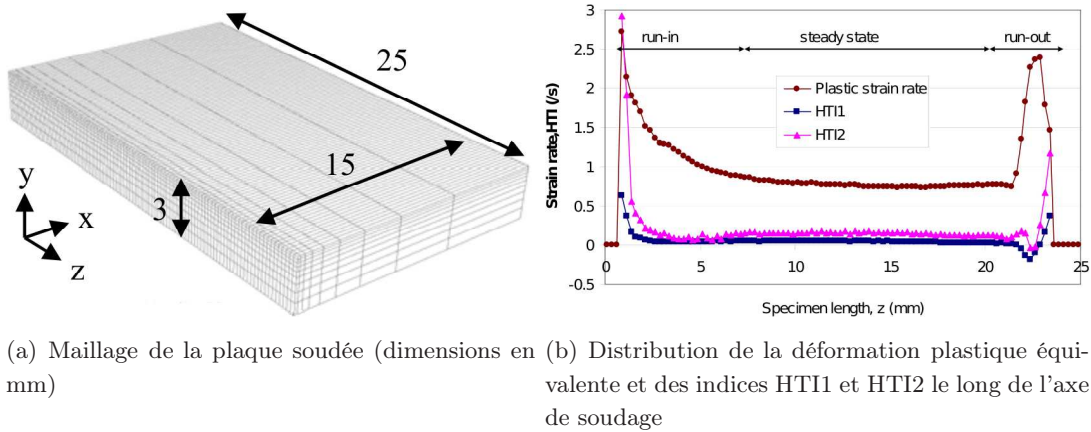 25
15
3
y
x
z
3
2.5
2
1.5
1
0.5
0
-0.5
Strain rate,HTI (/s)
run-in
steady state
run-out
Plastic strain rate
HTI1
HTI2
0
5
10
15
20
25
Specimen length, z (mm)
(a) Maillage de la plaque soudée (dimensions en
mm)
(b) Distribution de la déformation plastique équi-
valente et des indices HTI1 et HTI2 le long de l'axe
de soudage